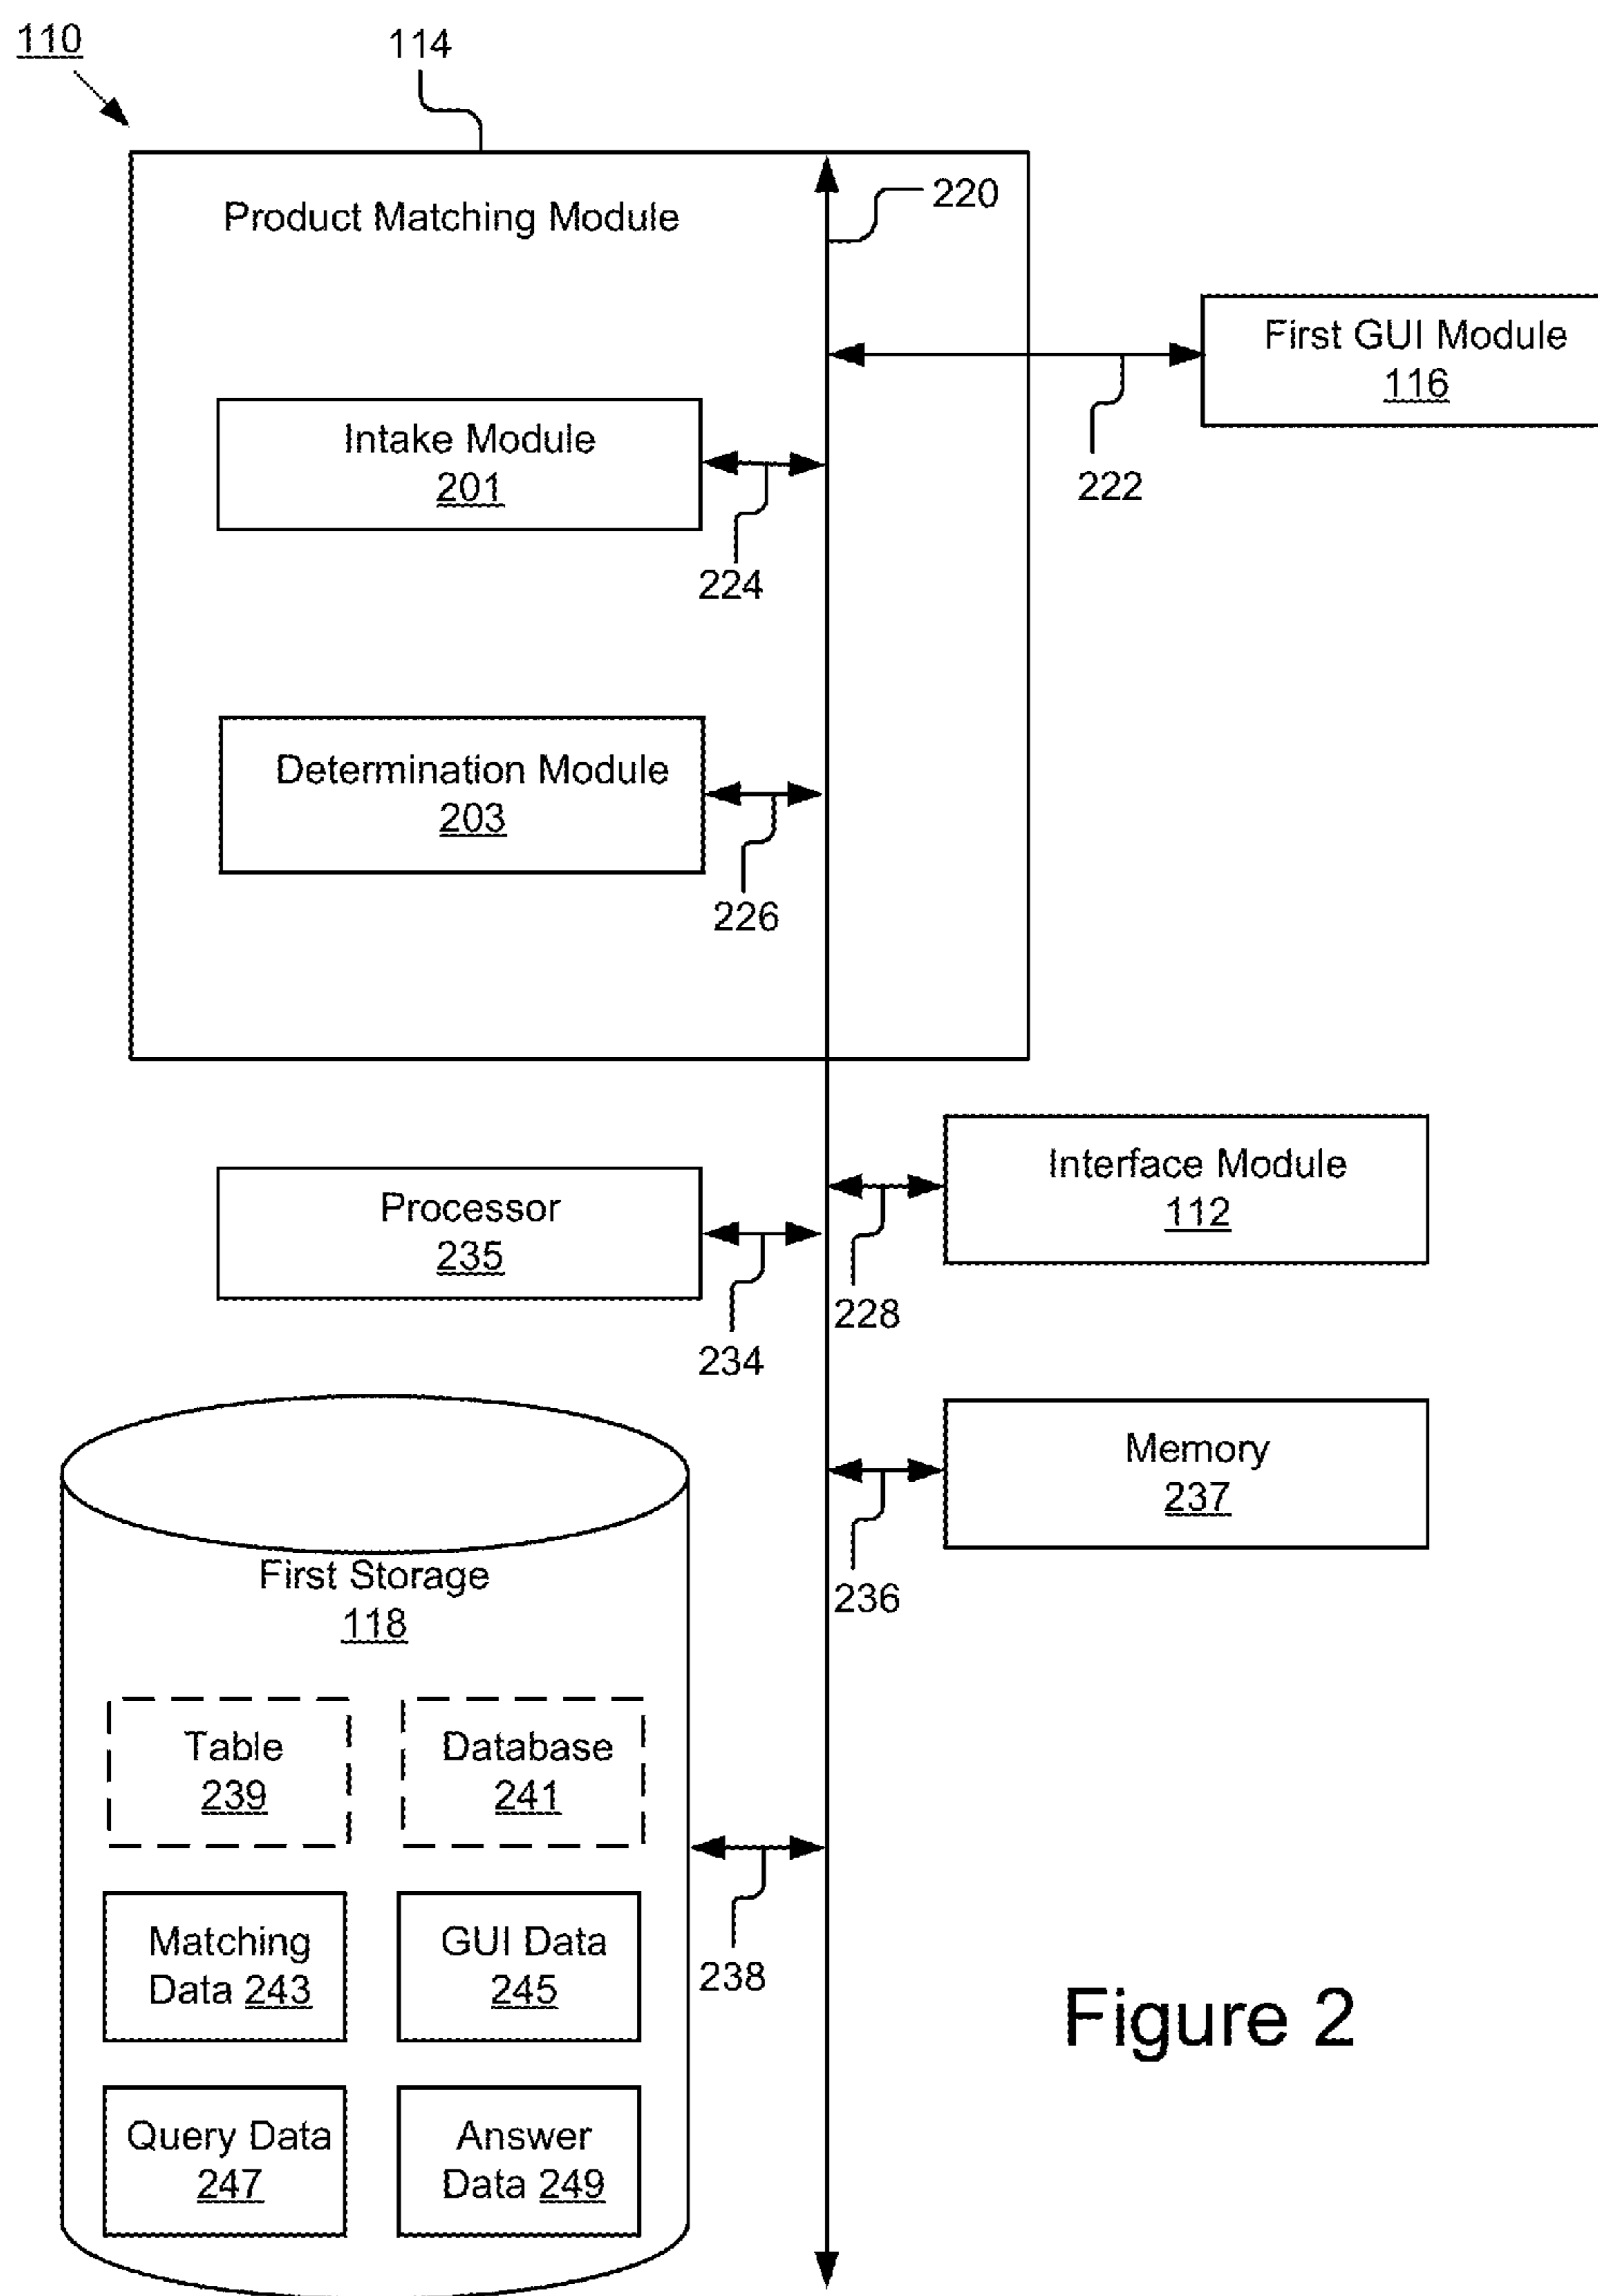 110
114
220
Product Matching Module
First GUI Module
116
222
Intake Module
201
224
Determination Module
203
226
Interface Module
112
228
Processor
235
234
Memory
237
236
First Storage
118
Table
239
Database
241
238
Matching
Data 243
GUI Data
245
Query Data
247
Answer
Data 249
Figure 2